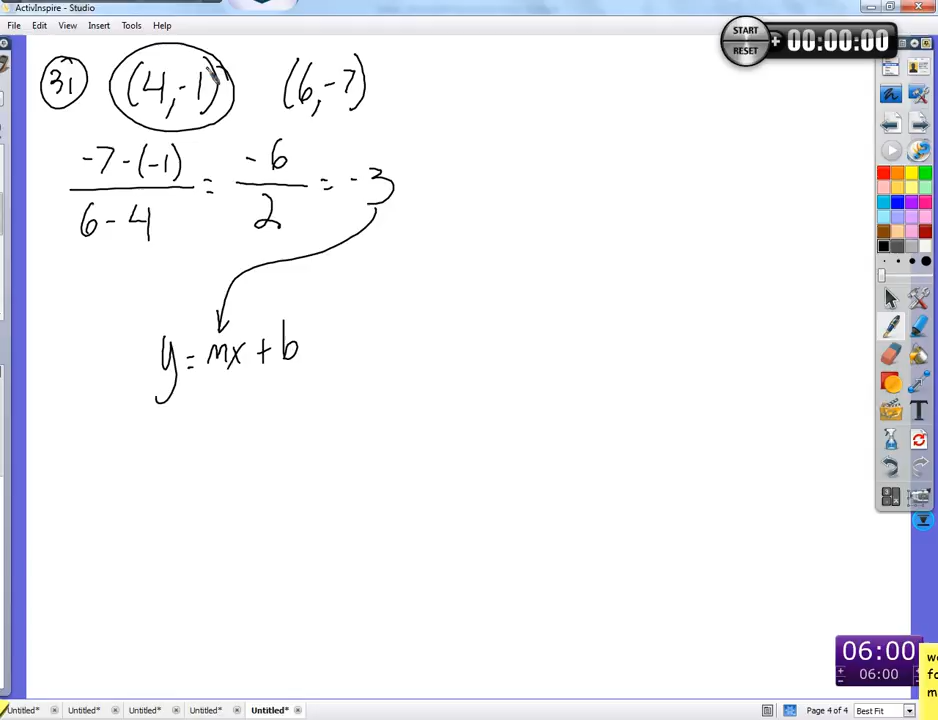 ActivInspire - Studio
File Edit View Insert Tools Help
START
RESET
+ 00:00:00
31 (4,-1) (6,-7)
-7-(-1) / 6-4 = -6 / 2 = -3
y = mx + b
T
06:00
06:00
we
fo
m
Untitled* Untitled* Untitled* Untitled* Untitled* Page 4 of 4 Best Fit